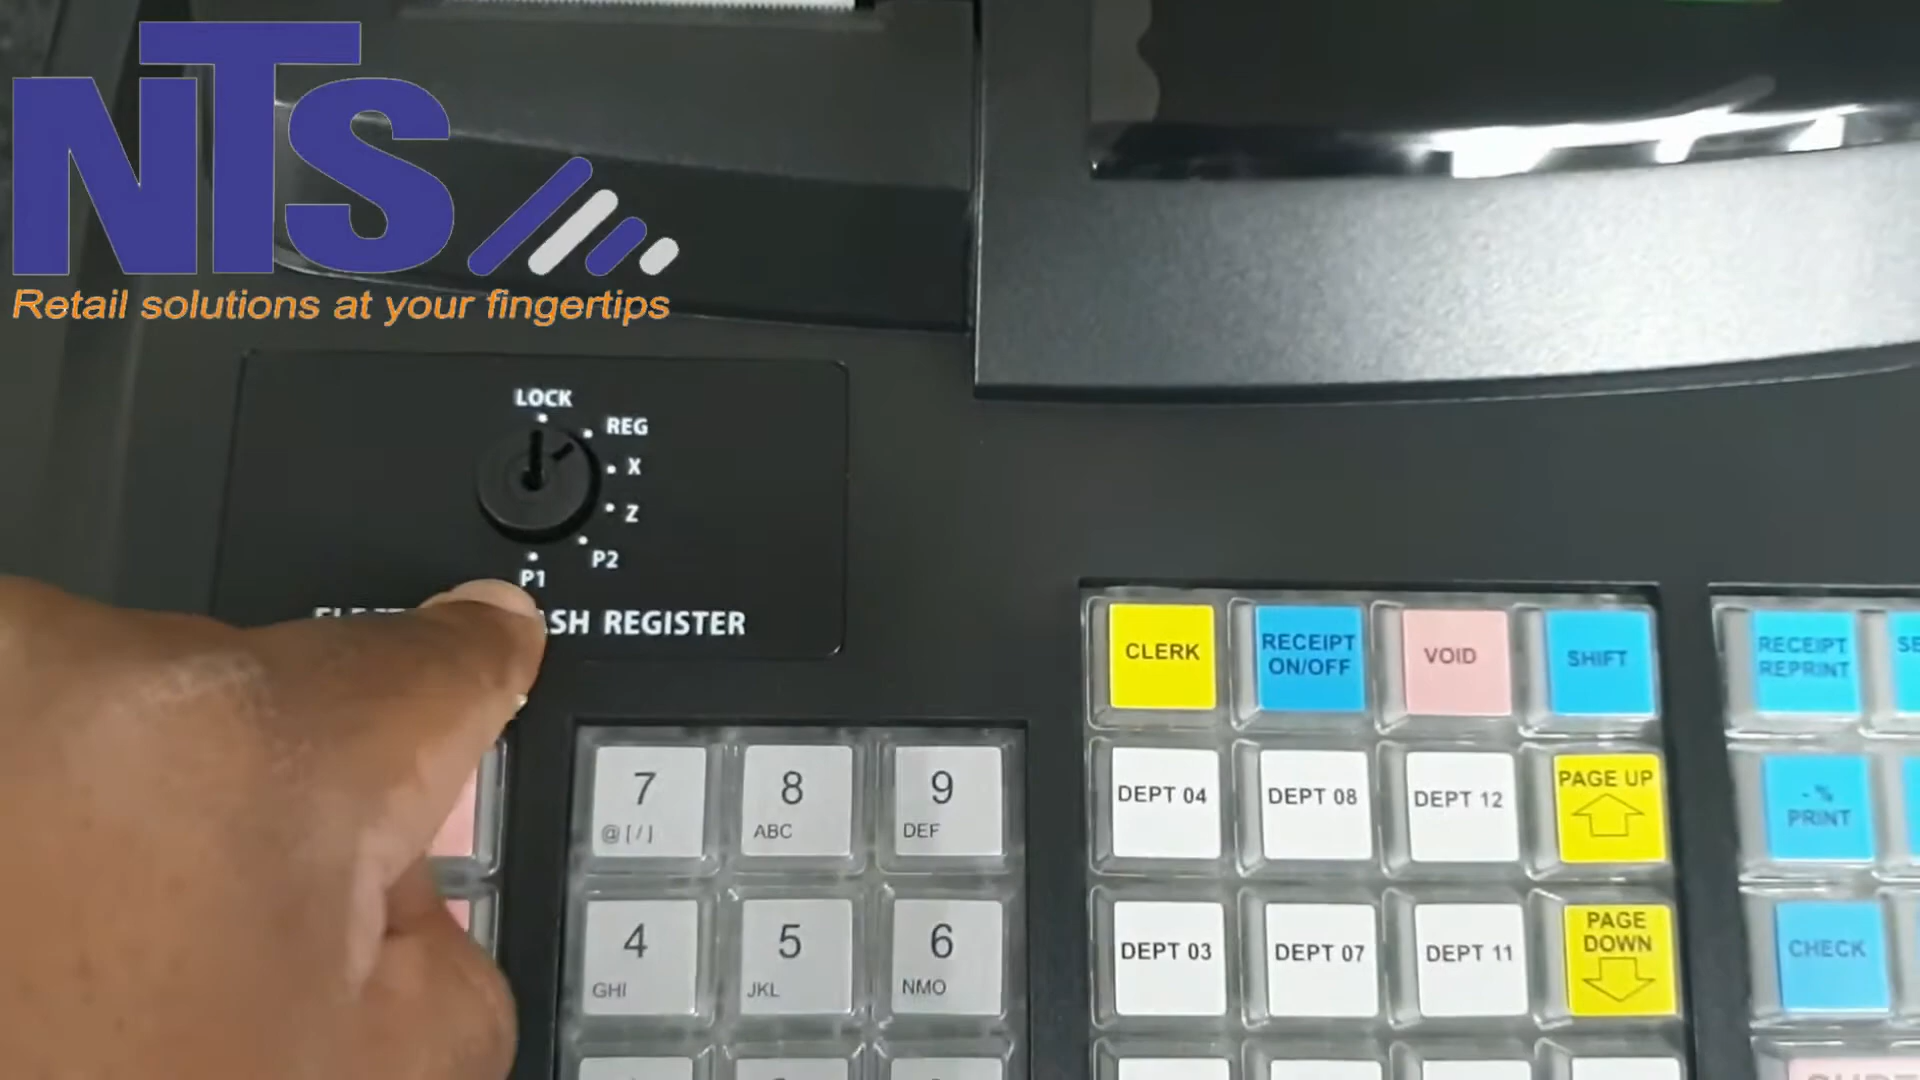 NTS
Retail solutions at your fingertips
LOCK
REG
X
Z
P2
P1
REGISTER
CLERK
RECEIPT
ON/OFF
VOID
SHIFT
RECEIPT
REPRINT
7
@[/]
8
ABC
9
DEF
DEPT 04
DEPT 08
DEPT 12
PAGE UP
-%
PRINT
4
GHI
5
JKL
6
NMO
DEPT 03
DEPT 07
DEPT 11
PAGE
DOWN
CHECK